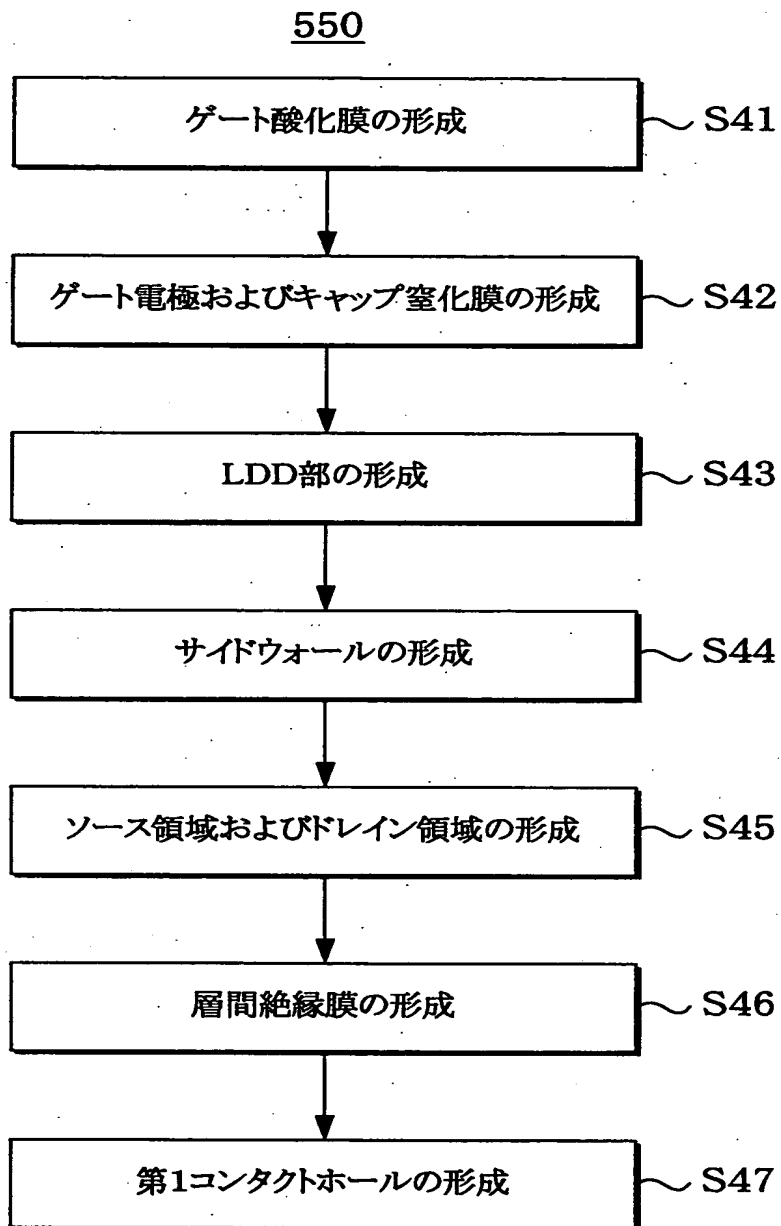 550
ゲート酸化膜の形成 S41
ゲート電極およびキャップ窒化膜の形成 S42
LDD部の形成 S43
サイドウォールの形成 S44
ソース領域およびドレイン領域の形成 S45
層間絶縁膜の形成 S46
第1コンタクトホールの形成 S47